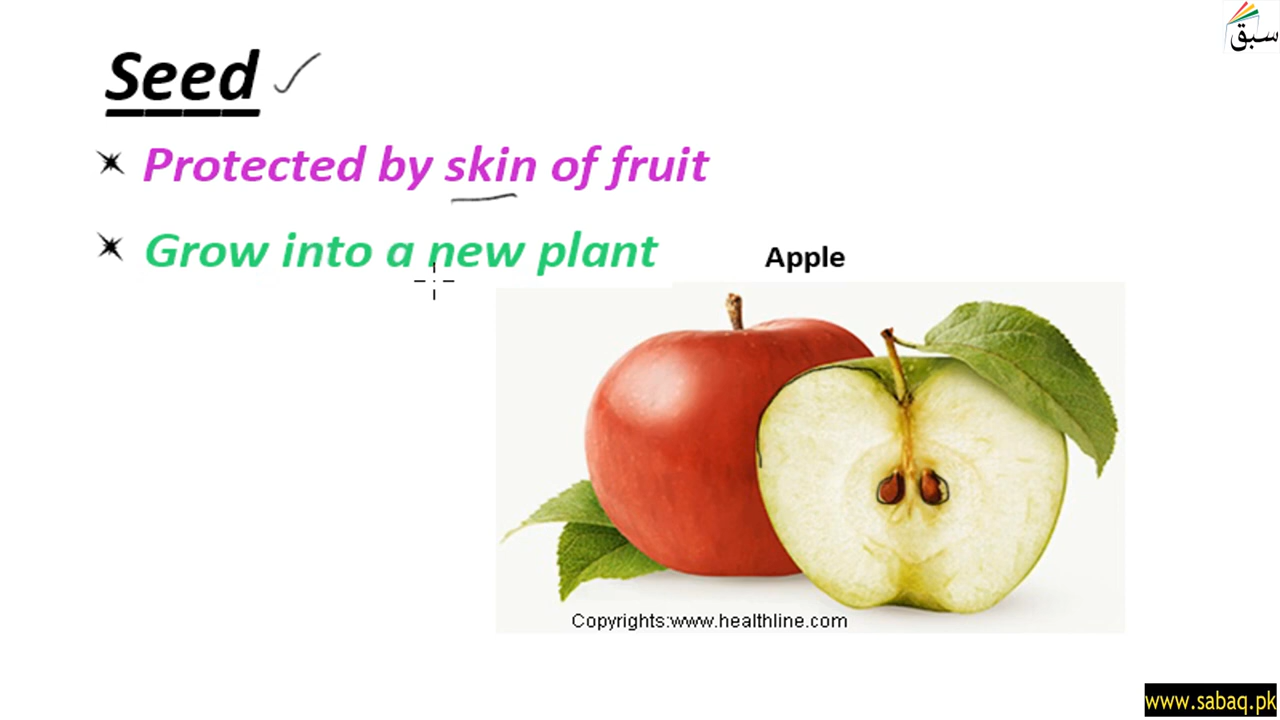 سبق
Seed
Protected by skin of fruit
Grow into a new plant
Apple
Copyrights:www.healthline.com
www.sabaq.pk